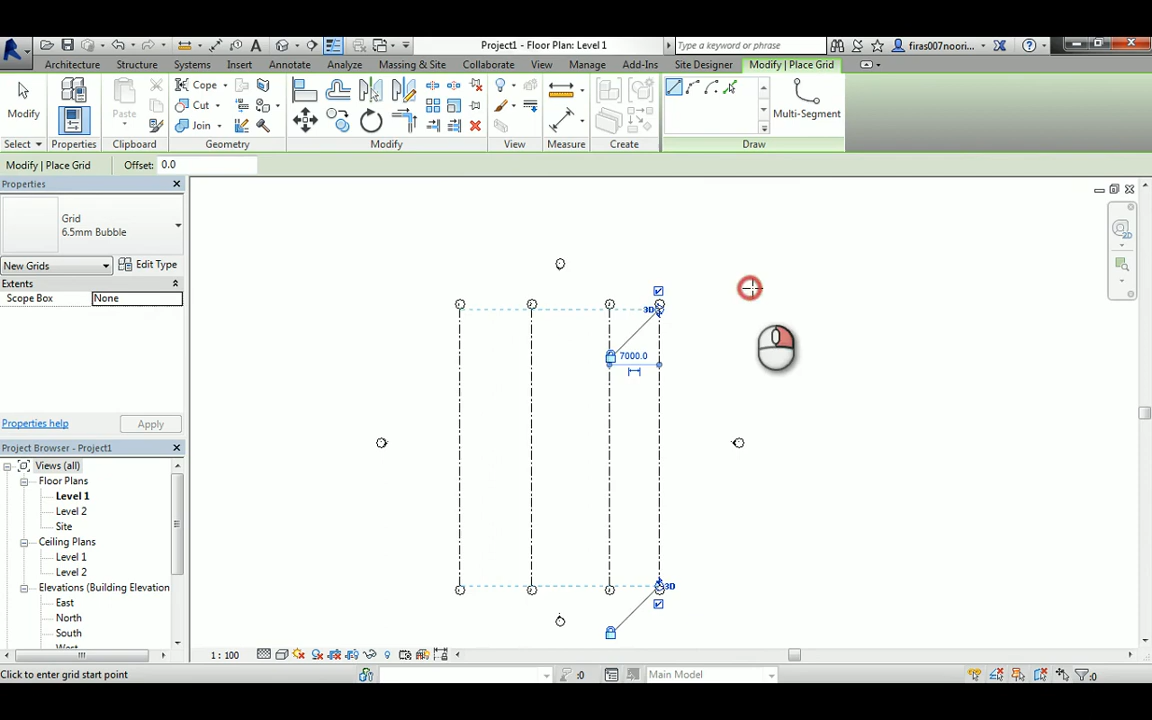 Project1 - Floor Plan: Level 1
Type a keyword or phrase
firas007noori...
Architecture Structure Systems Insert Annotate Analyze Massing & Site Collaborate View Manage Add-Ins Site Designer Modify | Place Grid
Modify
Paste
Cope
Cut
Join
Multi-Segment
Select Properties Clipboard Geometry Modify View Measure Create Draw
Modify | Place Grid Offset: 0.0
Properties
Grid
6.5mm Bubble
New Grids Edit Type
Extents
Scope Box None
Properties help Apply
Project Browser - Project1
Views (all)
Floor Plans
Level 1
Level 2
Site
Ceiling Plans
Level 1
Level 2
Elevations (Building Elevation
East
North
South
West
3D
7000.0
3D
1 : 100
Click to enter grid start point :0 Main Model :0